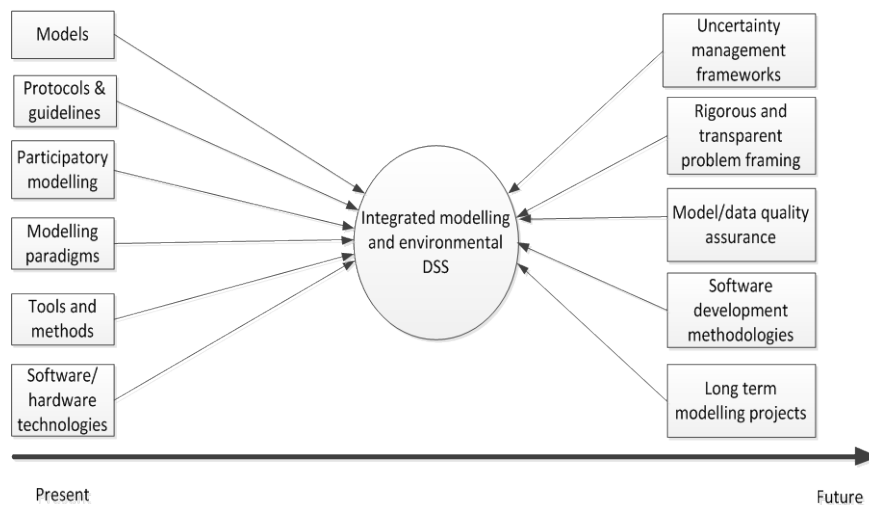 Models
Protocols &
guidelines
Participatory
modelling
Modelling
paradigms
Tools and
methods
Software/
hardware
technologies
Integrated modelling
and environmental
DSS
Uncertainty
management
frameworks
Rigorous and
transparent
problem framing
Model/data quality
assurance
Software
development
methodologies
Long term
modelling projects
Present
Future